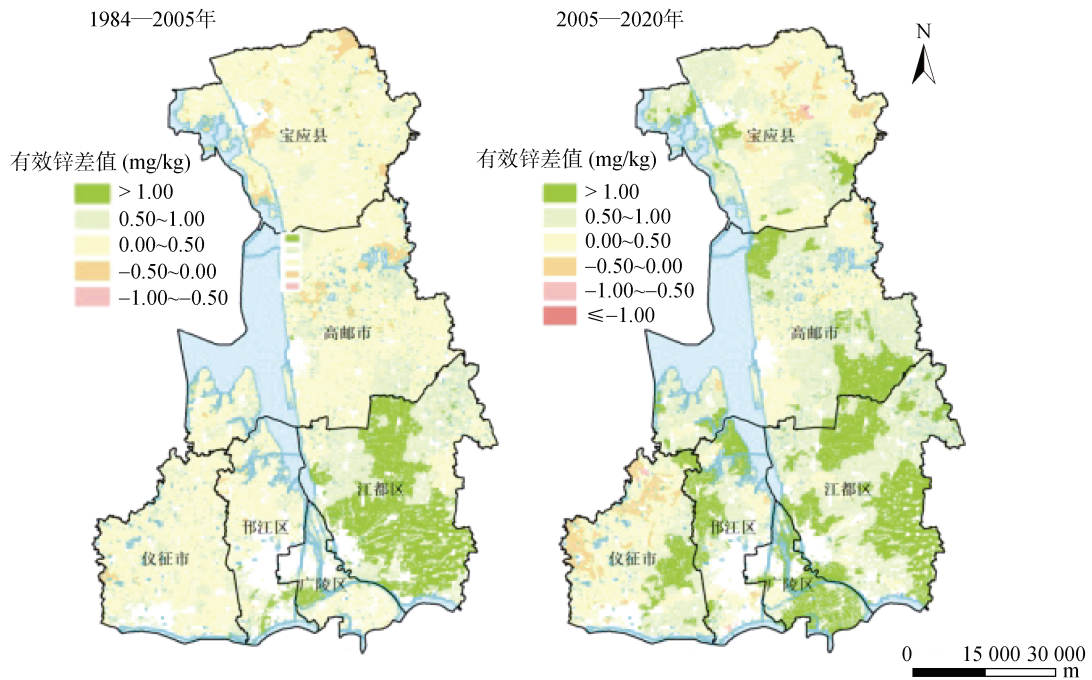 1984—2005年
有效锌差值 (mg/kg)
> 1.00
0.50~1.00
0.00~0.50
−0.50~0.00
−1.00~−0.50
宝应县
高邮市
江都区
邗江区
仪征市
广陵区
2005—2020年
N
有效锌差值 (mg/kg)
> 1.00
0.50~1.00
0.00~0.50
−0.50~0.00
−1.00~−0.50
≤−1.00
宝应县
高邮市
江都区
邗江区
仪征市
广陵区
0 15 000 30 000
m